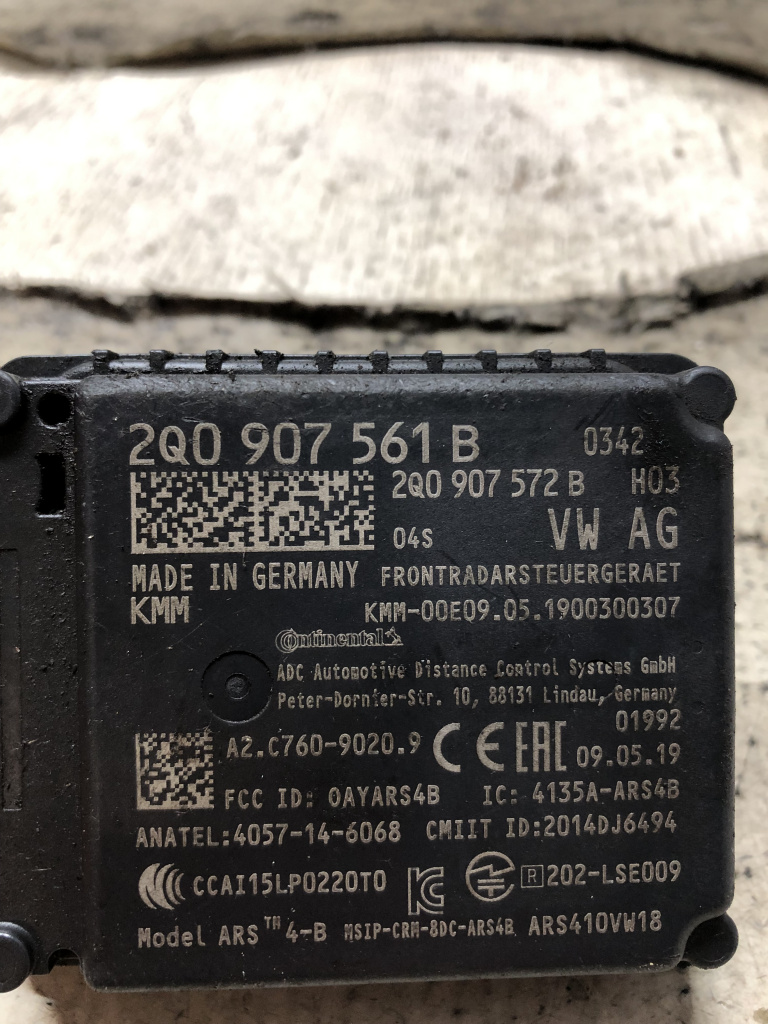 2Q0 907 561 B 0342
2Q0 907 572 B H03
04S VW AG
MADE IN GERMANY FRONTRADARSTEUERGERAET
KMM KMM-00E09.05.1900300307
Continental
ADC Automotive Distance Control Systems GmbH
Peter-Dornier-Str. 10, 88131 Lindau, Germany
01992
A2.C760-9020.9 CE EAC 09.05.19
FCC ID: OAYARS4B IC: 4135A-ARS4B
ANATEL:4057-14-6068 CMIIT ID:2014DJ6494
CCAI15LP0220T0 KC R 202-LSE009
Model ARS™ 4-B MSIP-CRM-8DC-ARS4B ARS410VW18